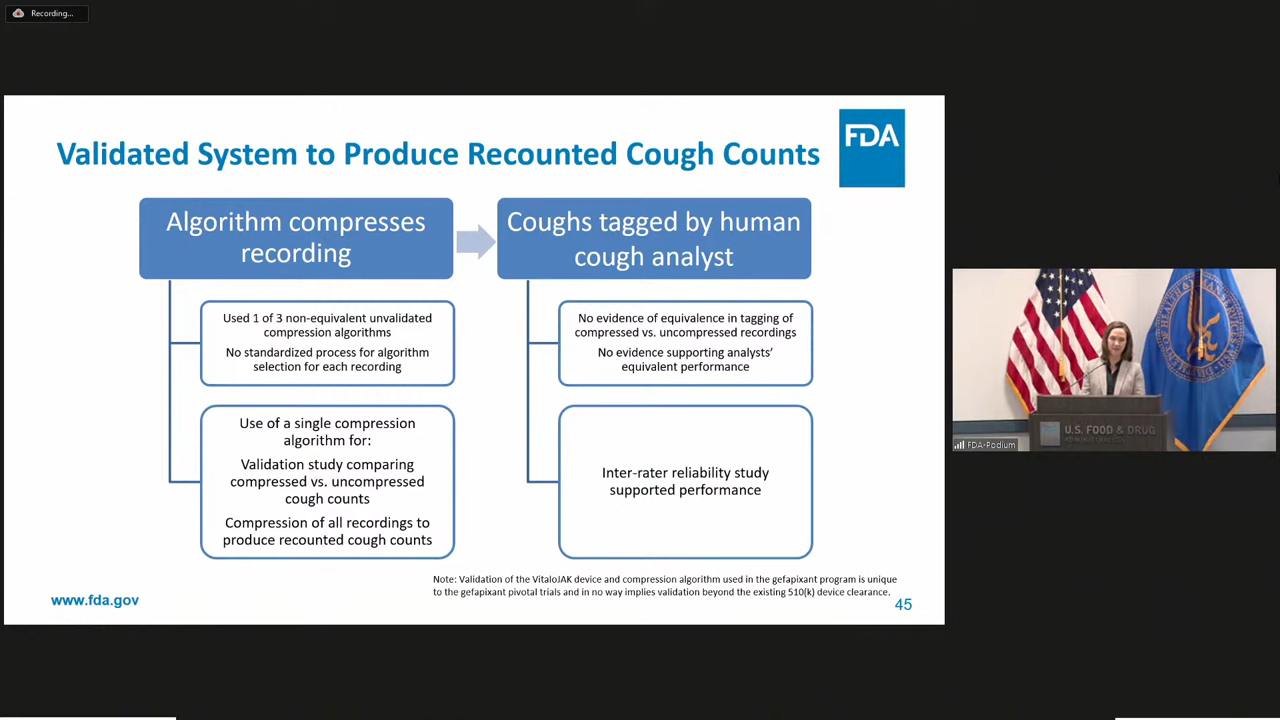 Recording...
Validated System to Produce Recounted Cough Counts
FDA
Algorithm compresses
recording
Coughs tagged by human
cough analyst
Used 1 of 3 non-equivalent unvalidated
compression algorithms
No standardized process for algorithm
selection for each recording
No evidence of equivalence in tagging of
compressed vs. uncompressed recordings
No evidence supporting analysts'
equivalent performance
Use of a single compression
algorithm for:
Validation study comparing
compressed vs. uncompressed
cough counts
Compression of all recordings to
produce recounted cough counts
Inter-rater reliability study
supported performance
Note: Validation of the VitaloJAK device and compression algorithm used in the gefapixant program is unique
to the gefapixant pivotal trials and in no way implies validation beyond the existing 510(k) device clearance.
www.fda.gov
45
U.S. FOOD & DRUG
ADMINISTRATION
FDA-Podium